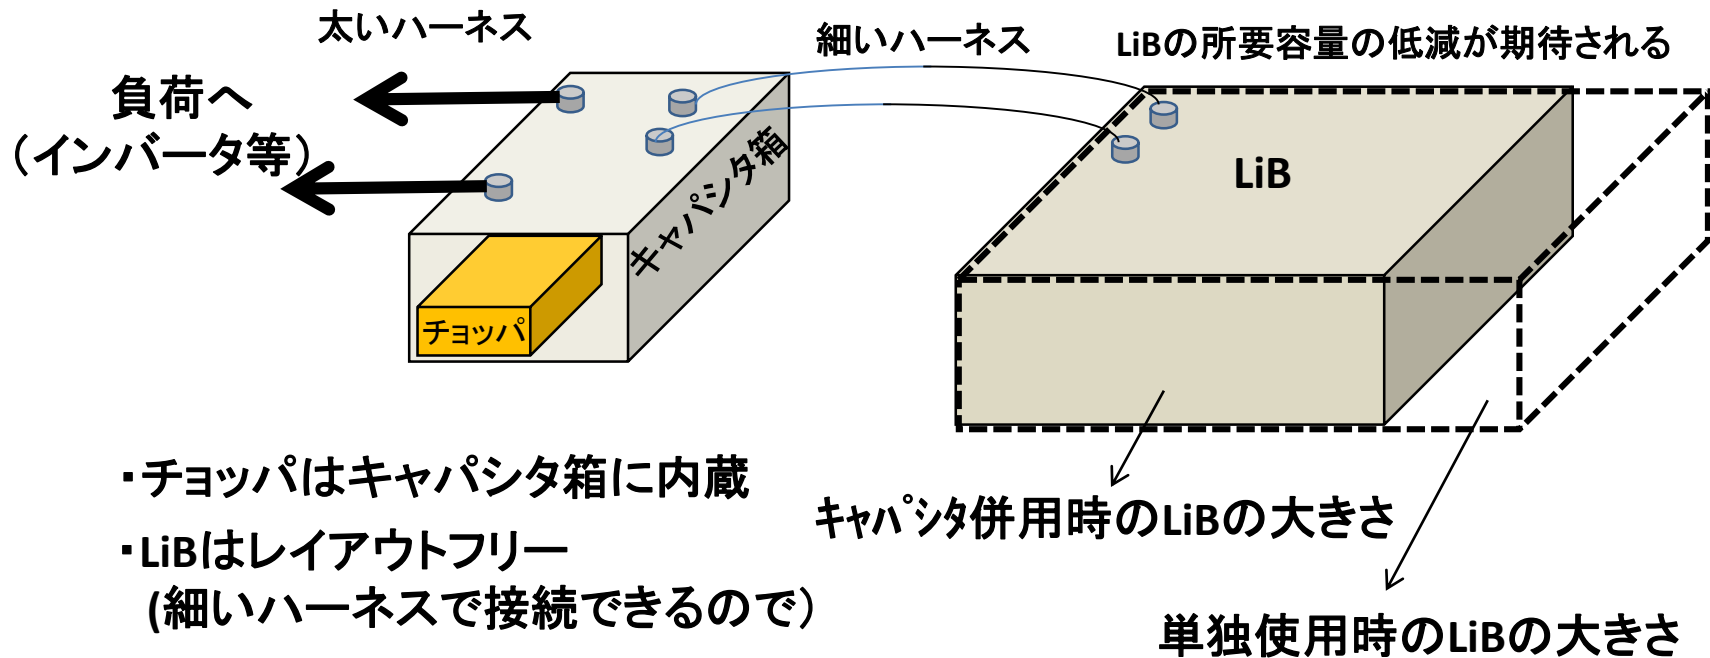 太いハーネス
細いハーネス
LiBの所要容量の低減が期待される
負荷へ
（インバータ等）
キャパシタ箱
LiB
チョッパ
・チョッパはキャパシタ箱に内蔵
・LiBはレイアウトフリー
(細いハーネスで接続できるので）
ｷｬﾊﾟｼﾀ併用時のLiBの大きさ
単独使用時のLiBの大きさ